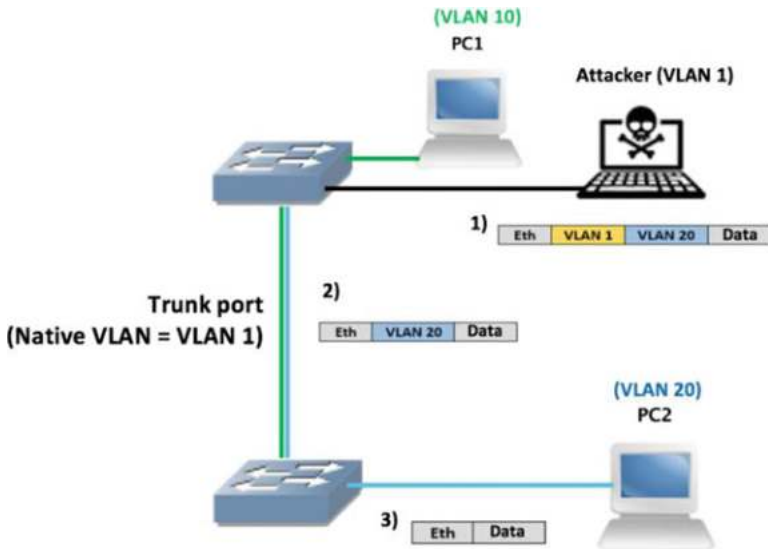 (VLAN 10)
PC1
Attacker (VLAN 1)
1)
Eth VLAN 1 VLAN 20 Data
Trunk port
(Native VLAN = VLAN 1)
2)
Eth VLAN 20 Data
(VLAN 20)
PC2
3)
Eth Data